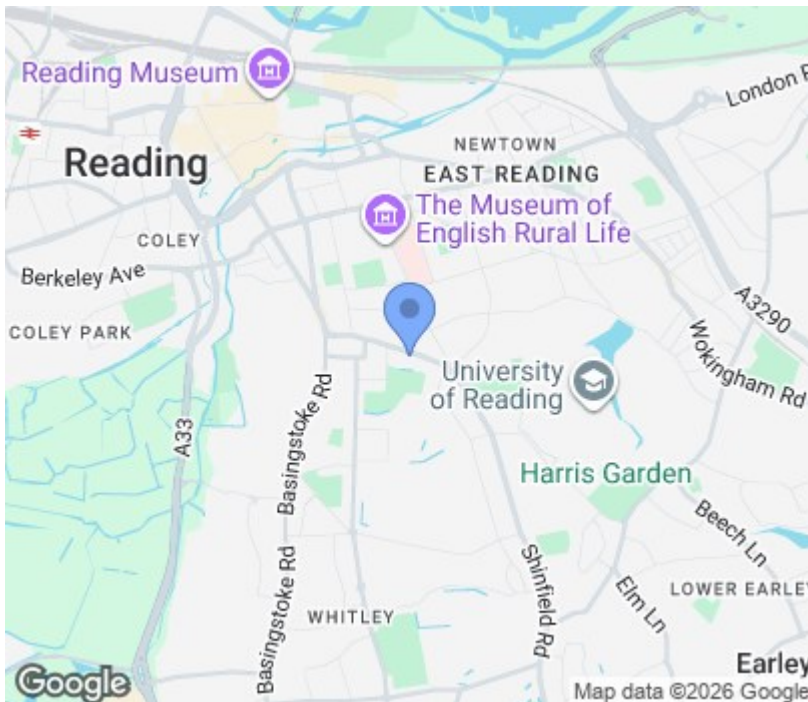 Reading Museum
London R
NEWTOWN
Reading
EAST READING
The Museum of
English Rural Life
COLEY
Berkeley Ave
A3290
COLEY PARK
Wokingham Rd
University
of Reading
Basingstoke Rd
A33
Harris Garden
Basingstoke Rd
Beech Ln
Shinfield Rd
Elm Ln
LOWER EARLEY
WHITLEY
Earley
Google
Map data ©2026 Google